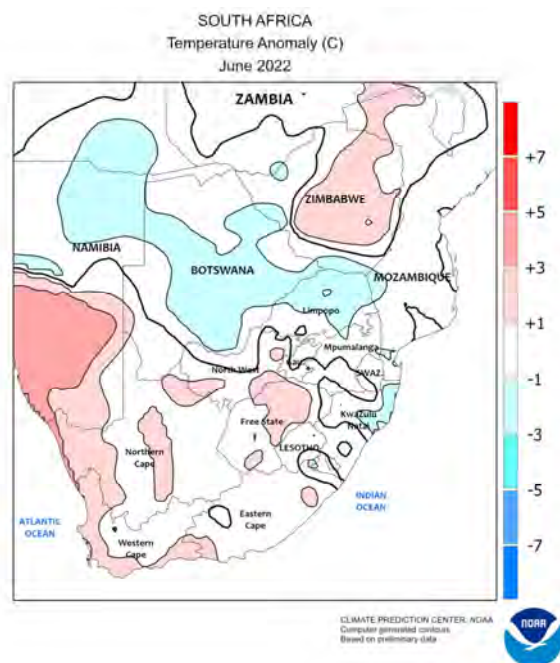 SOUTH AFRICA
Temperature Anomaly (C)
June 2022
ZAMBIA
ZIMBABWE
NAMIBIA
BOTSWANA
MOZAMBIQUE
Limpopo
Mpumalanga
North West
SWAZ.
Free State
Kwazulu
Natal
LESOTHO
Northern
Cape
Eastern
Cape
Western
Cape
ATLANTIC
OCEAN
INDIAN
OCEAN
+7
+5
+3
+1
-1
-3
-5
-7
CLIMATE PREDICTION CENTER, NOAA
Computer generated contours
Based on preliminary data
NOAA